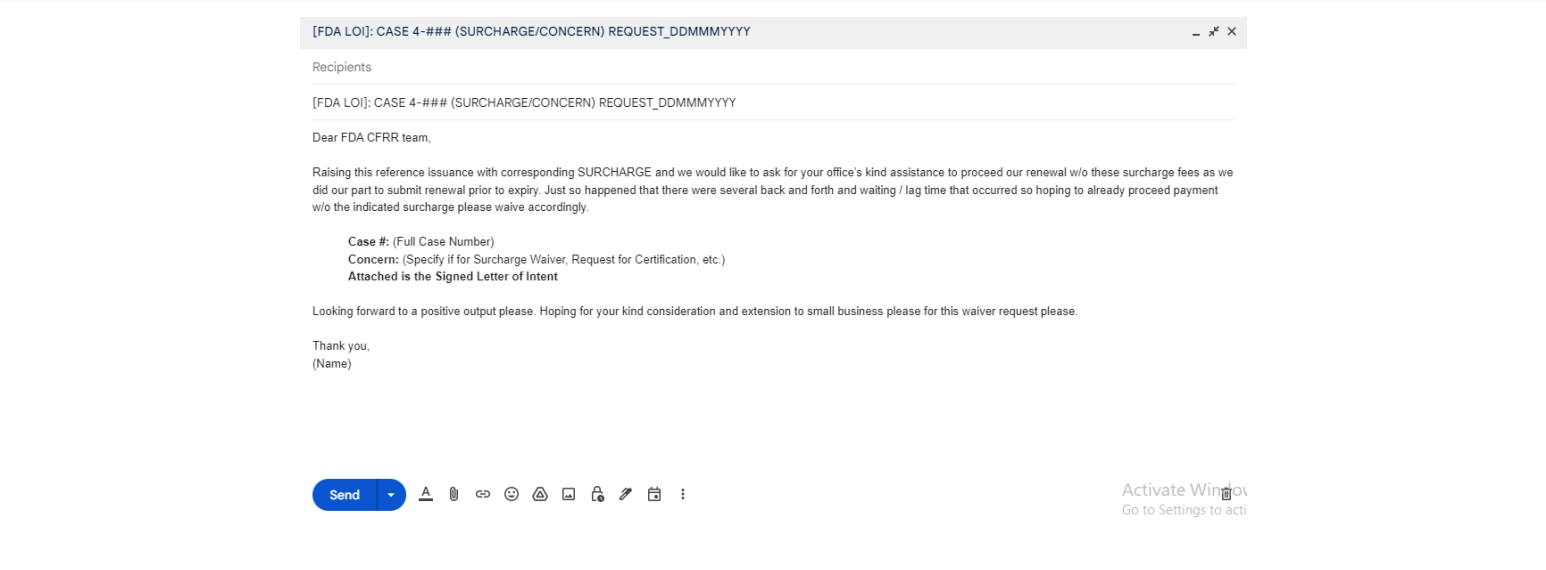 [FDA LOI]: CASE 4-### (SURCHARGE/CONCERN) REQUEST_DDMMMYYYY
Recipients
[FDA LOI]: CASE 4-### (SURCHARGE/CONCERN) REQUEST_DDMMMYYYY
Dear FDA CFRR team,
Raising this reference issuance with corresponding SURCHARGE and we would like to ask for your office's kind assistance to proceed our renewal w/o these surcharge fees as we
did our part to submit renewal prior to expiry. Just so happened that there were several back and forth and waiting / lag time that occurred so hoping to already proceed payment
w/o the indicated surcharge please waive accordingly.
Case #: (Full Case Number)
Concern: (Specify if for Surcharge Waiver, Request for Certification, etc.)
Attached is the Signed Letter of Intent
Looking forward to a positive output please. Hoping for your kind consideration and extension to small business please for this waiver request please.
Thank you,
(Name)
Send
Activate Window
Go to Settings to acti